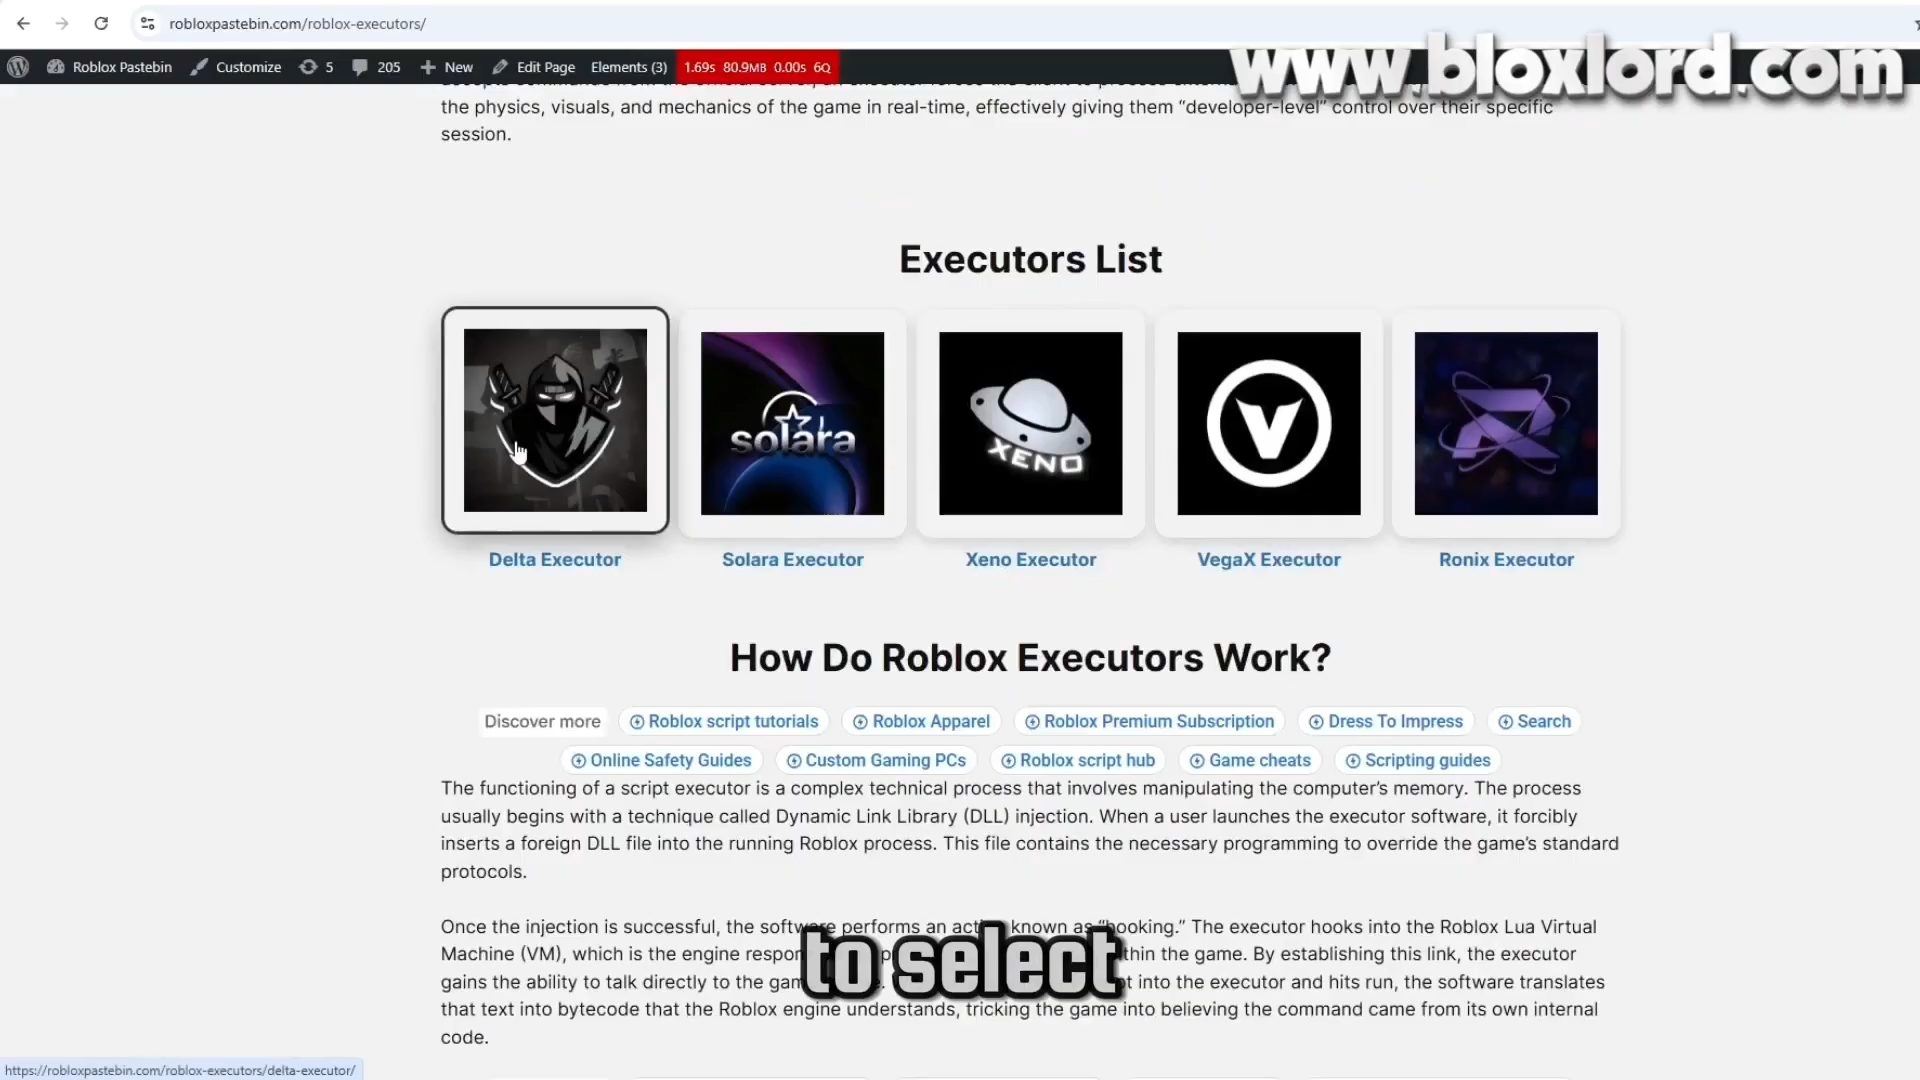 robloxpastebin.com/roblox-executors/
Roblox Pastebin Customize 5 205 New Edit Page Elements (3) 1.69s 80.9MB 0.00s 6Q
www.bloxlord.com
the physics, visuals, and mechanics of the game in real-time, effectively giving them “developer-level” control over their specific
session.
Executors List
solara
XENO
V
R
Delta Executor Solara Executor Xeno Executor VegaX Executor Ronix Executor
How Do Roblox Executors Work?
Discover more Roblox script tutorials Roblox Apparel Roblox Premium Subscription Dress To Impress Search
Online Safety Guides Custom Gaming PCs Roblox script hub Game cheats Scripting guides
The functioning of a script executor is a complex technical process that involves manipulating the computer’s memory. The process
usually begins with a technique called Dynamic Link Library (DLL) injection. When a user launches the executor software, it forcibly
inserts a foreign DLL file into the running Roblox process. This file contains the necessary programming to override the game’s standard
protocols.
Once the injection is successful, the software performs an known as “hooking.” The executor hooks into the Roblox Lua Virtual
Machine (VM), which is the engine the game. By establishing this link, the executor
gains the ability to talk directly to the into the executor and hits run, the software translates
that text into bytecode that the Roblox engine understands, tricking the game into believing the command came from its own internal
code.
to select
https://robloxpastebin.com/roblox-executors/delta-executor/